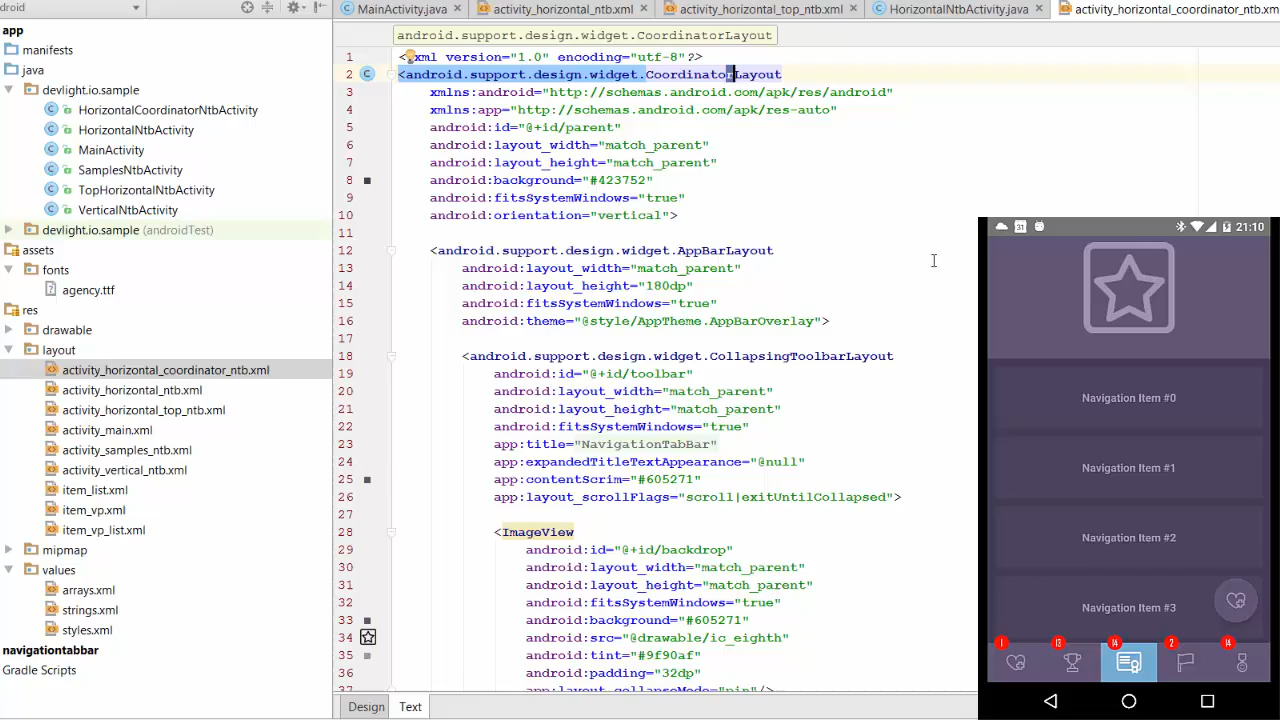 droid
MainActivity.java
activity_horizontal_ntb.xml
activity_horizontal_top_ntb.xml
HorizontalNtbActivity.java
activity_horizontal_coordinator_ntb.xm
app
manifests
java
devlight.io.sample
HorizontalCoordinatorNtbActivity
HorizontalNtbActivity
MainActivity
SamplesNtbActivity
TopHorizontalNtbActivity
VerticalNtbActivity
devlight.io.sample (androidTest)
assets
fonts
agency.ttf
res
drawable
layout
activity_horizontal_coordinator_ntb.xml
activity_horizontal_ntb.xml
activity_horizontal_top_ntb.xml
activity_main.xml
activity_samples_ntb.xml
activity_vertical_ntb.xml
item_list.xml
item_vp.xml
item_vp_list.xml
mipmap
values
arrays.xml
strings.xml
styles.xml
navigationtabbar
Gradle Scripts
android.support.design.widget.CoordinatorLayout
1 <?xml version="1.0" encoding="utf-8"?>
2 <android.support.design.widget.CoordinatorLayout
3 xmlns:android="http://schemas.android.com/apk/res/android"
4 xmlns:app="http://schemas.android.com/apk/res-auto"
5 android:id="@+id/parent"
6 android:layout_width="match_parent"
7 android:layout_height="match_parent"
8 android:background="#423752"
9 android:fitsSystemWindows="true"
10 android:orientation="vertical">
11
12 <android.support.design.widget.AppBarLayout
13 android:layout_width="match_parent"
14 android:layout_height="180dp"
15 android:fitsSystemWindows="true"
16 android:theme="@style/AppTheme.AppBarOverlay">
17
18 <android.support.design.widget.CollapsingToolbarLayout
19 android:id="@+id/toolbar"
20 android:layout_width="match_parent"
21 android:layout_height="match_parent"
22 android:fitsSystemWindows="true"
23 app:title="NavigationTabBar"
24 app:expandedTitleTextAppearance="@null"
25 app:contentScrim="#605271"
26 app:layout_scrollFlags="scroll|exitUntilCollapsed">
28 <ImageView
29 android:id="@+id/backdrop"
30 android:layout_width="match_parent"
31 android:layout_height="match_parent"
32 android:fitsSystemWindows="true"
33 android:background="#605271"
34 android:src="@drawable/ic_eighth"
35 android:tint="#9f90af"
36 android:padding="32dp"
37 app:layout_collapseMode="pin"/>
Design
Text
31
21:10
Navigation Item #0
Navigation Item #1
Navigation Item #2
Navigation Item #3
1
13
14
2
14